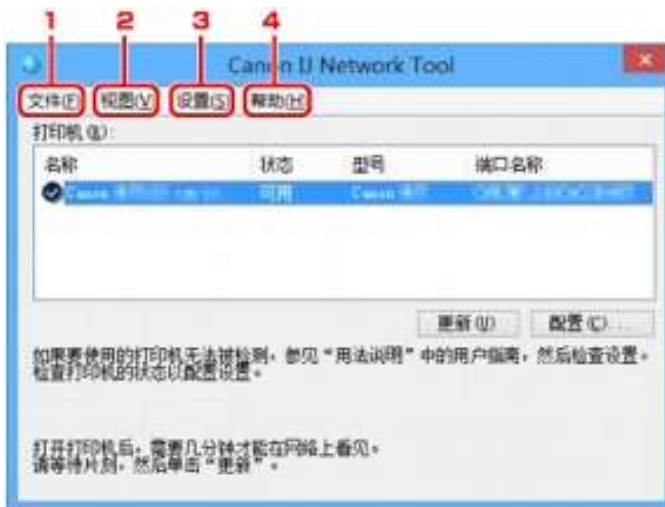 1 2 3 4
Canon IJ Network Tool
文件(F) 视图(V) 设置(S) 帮助(H)
打印机(R):
名称 状态 型号 端口名称
Canon 可用 Canon
更新(U) 配置(C)...
如果要使用的打印机无法被检测，参见“用法说明”中的用户指南，然后检查设置。
检查打印机的状态以配置设置。
打开打印机后，需要几分钟才能在网络上看见。
请等待片刻，然后单击“更新”。